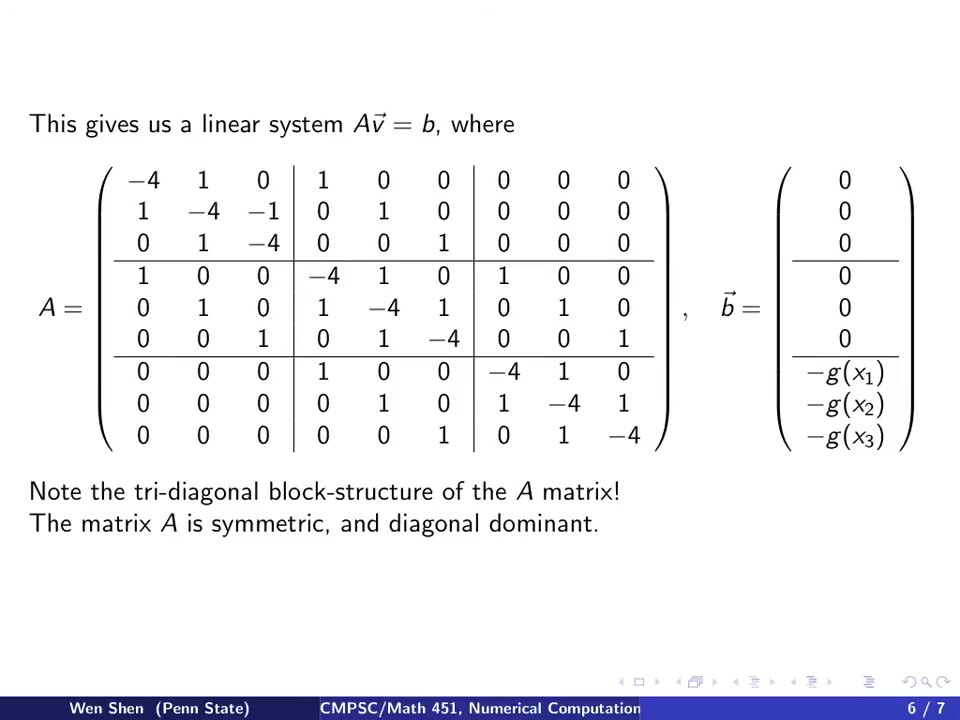 This gives us a linear system Av⃗ = b, where
−4 1 0 1 0 0 0 0 0 0
1 −4 −1 0 1 0 0 0 0 0
0 1 −4 0 0 1 0 0 0 0
1 0 0 −4 1 0 1 0 0 0
A = 0 1 0 1 −4 1 0 1 0 , b⃗ = 0
0 0 1 0 1 −4 0 0 1 0
0 0 0 1 0 0 −4 1 0 −g(x₁)
0 0 0 0 1 0 1 −4 1 −g(x₂)
0 0 0 0 0 1 0 1 −4 −g(x₃)
Note the tri-diagonal block-structure of the A matrix!
The matrix A is symmetric, and diagonal dominant.
Wen Shen (Penn State) CMPSC/Math 451, Numerical Computation 6 / 7